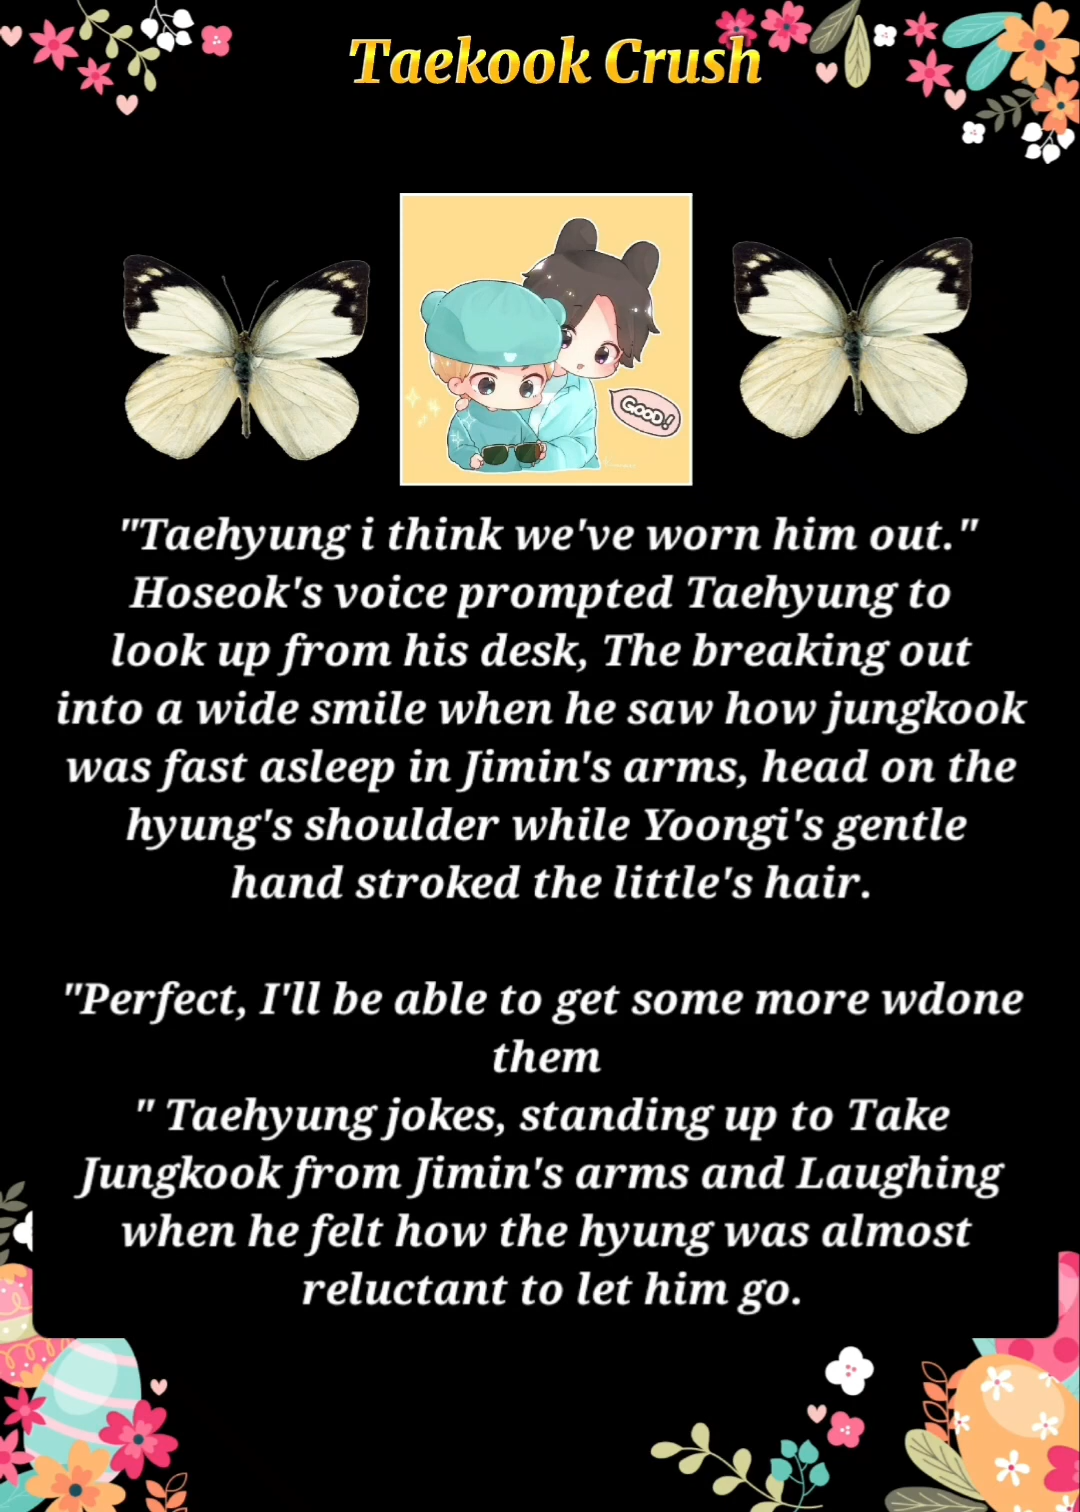 Taekook Crush
GOOD!
"Taehyung i think we've worn him out."
Hoseok's voice prompted Taehyung to
look up from his desk, The breaking out
into a wide smile when he saw how jungkook
was fast asleep in Jimin's arms, head on the
hyung's shoulder while Yoongi's gentle
hand stroked the little's hair.
"Perfect, I'll be able to get some more wdone
them
" Taehyung jokes, standing up to Take
Jungkook from Jimin's arms and Laughing
when he felt how the hyung was almost
reluctant to let him go.